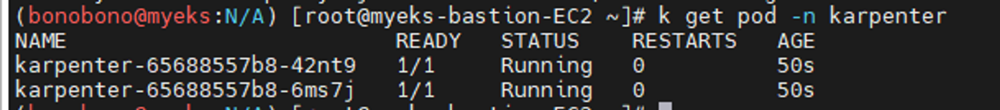 (bonobono@myeks:N/A) [root@myeks-bastion-EC2 ~]# k get pod -n karpenter
NAME                         READY   STATUS    RESTARTS   AGE
karpenter-65688557b8-42nt9   1/1     Running   0          50s
karpenter-65688557b8-6ms7j   1/1     Running   0          50s